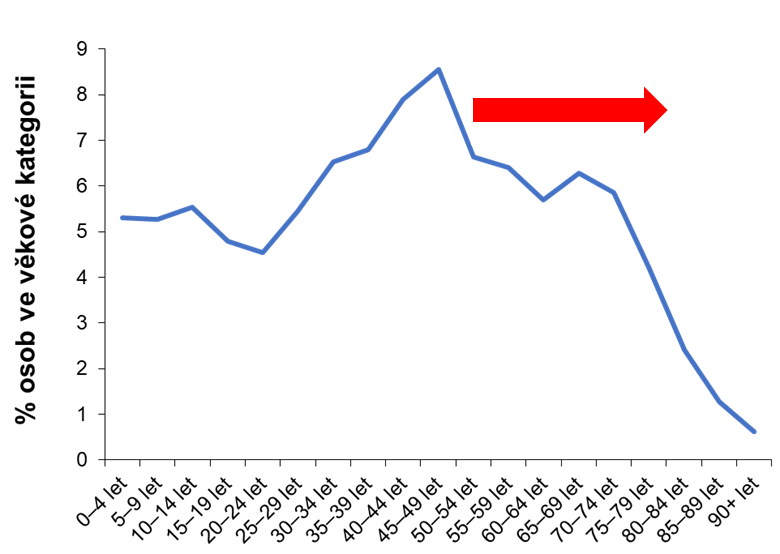 % osob ve věkové kategorii
9
8
7
6
5
4
3
2
1
0
0–4 let
5–9 let
10–14 let
15–19 let
20–24 let
25–29 let
30–34 let
35–39 let
40–44 let
45–49 let
50–54 let
55–59 let
60–64 let
65–69 let
70–74 let
75–79 let
80–84 let
85–89 let
90+ let